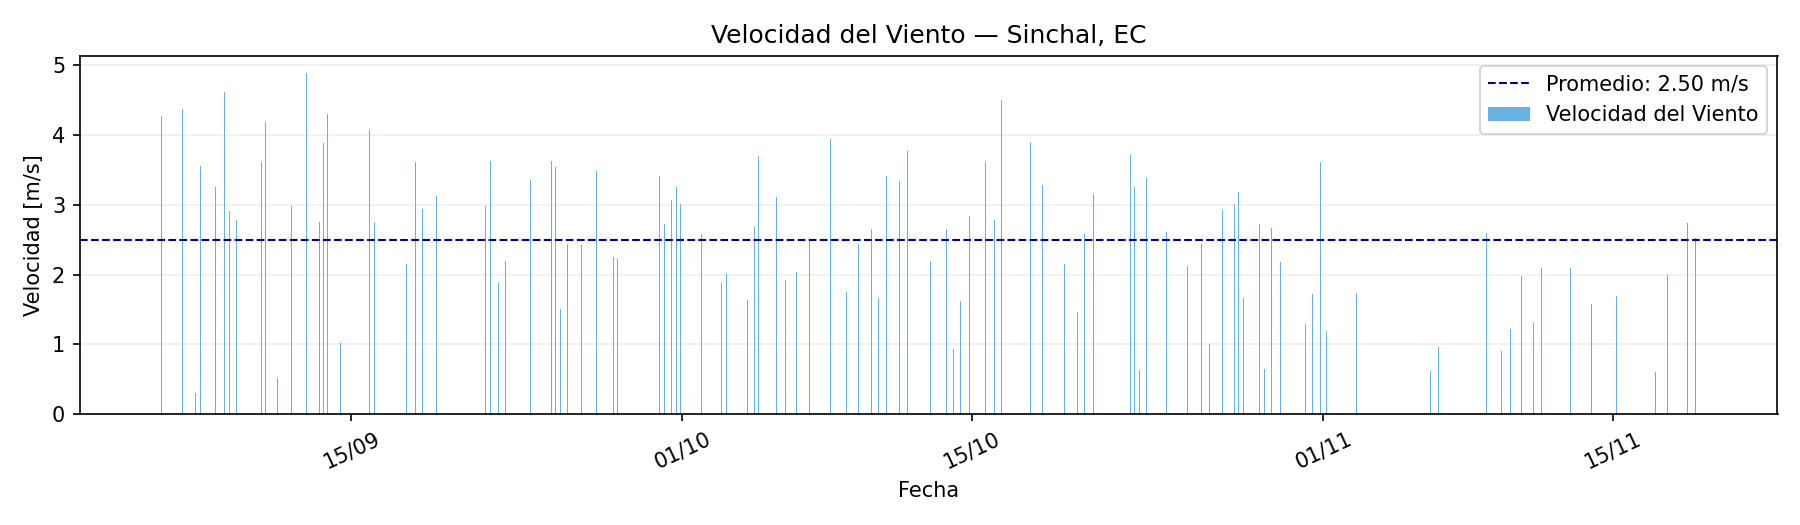 Velocidad del Viento — Sinchal, EC
Promedio: 2.50 m/s
Velocidad del Viento
Velocidad [m/s]
5
4
3
2
1
0
15/09
01/10
15/10
01/11
15/11
Fecha